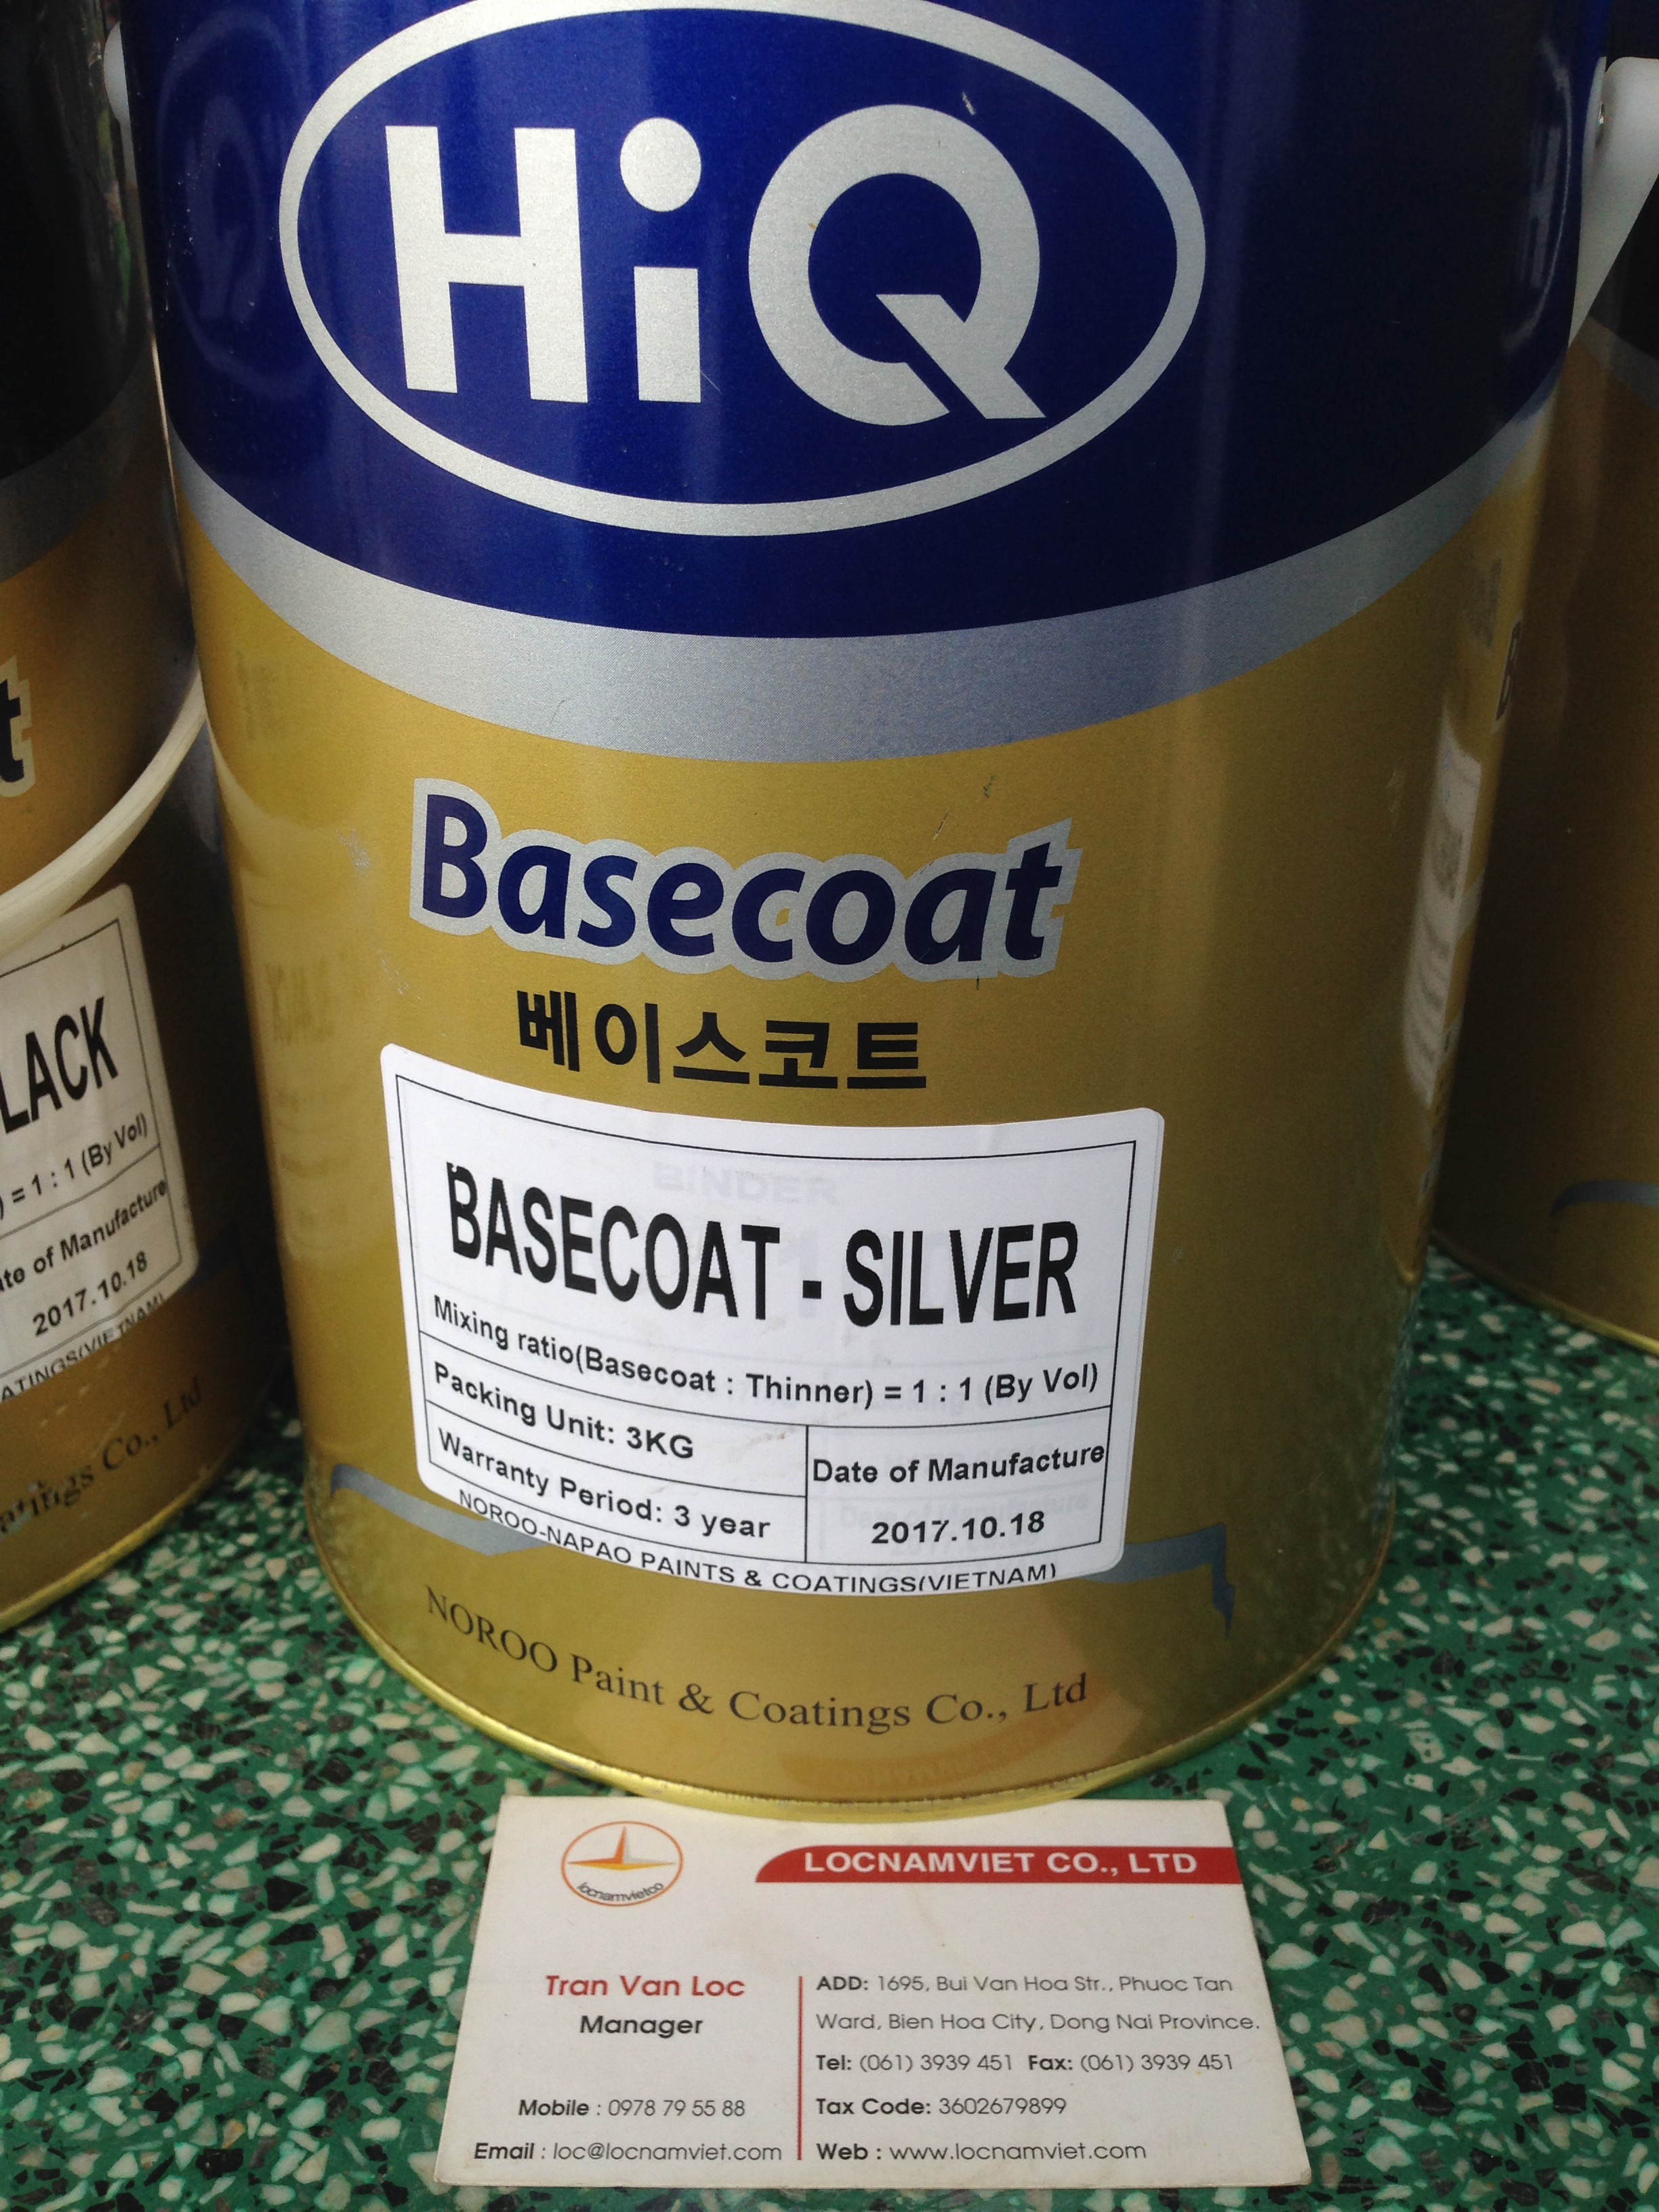 HiQ
Basecoat
베이스코트
BASECOAT - SILVER
Mixing ratio(Basecoat : Thinner) = 1 : 1 (By Vol)
Packing Unit: 3KG
Warranty Period: 3 year
Date of Manufacture
2017.10.18
NOROO-NAPAO PAINTS & COATINGS(VIETNAM)
NOROO Paint & Coatings Co., Ltd
t
LACK
) = 1 : 1 (By Vol)
te of Manufacture
2017.10.18
ATINGS(VIETNAM)
atings Co., Ltd
locnamvietco
LOCNAMVIET CO., LTD
Tran Van Loc
Manager
Mobile : 0978 79 55 88
Email : loc@locnamviet.com
ADD: 1695, Bui Van Hoa Str., Phuoc Tan
Ward, Bien Hoa City, Dong Nai Province.
Tel: (061) 3939 451 Fax: (061) 3939 451
Tax Code: 3602679899
Web : www.locnamviet.com